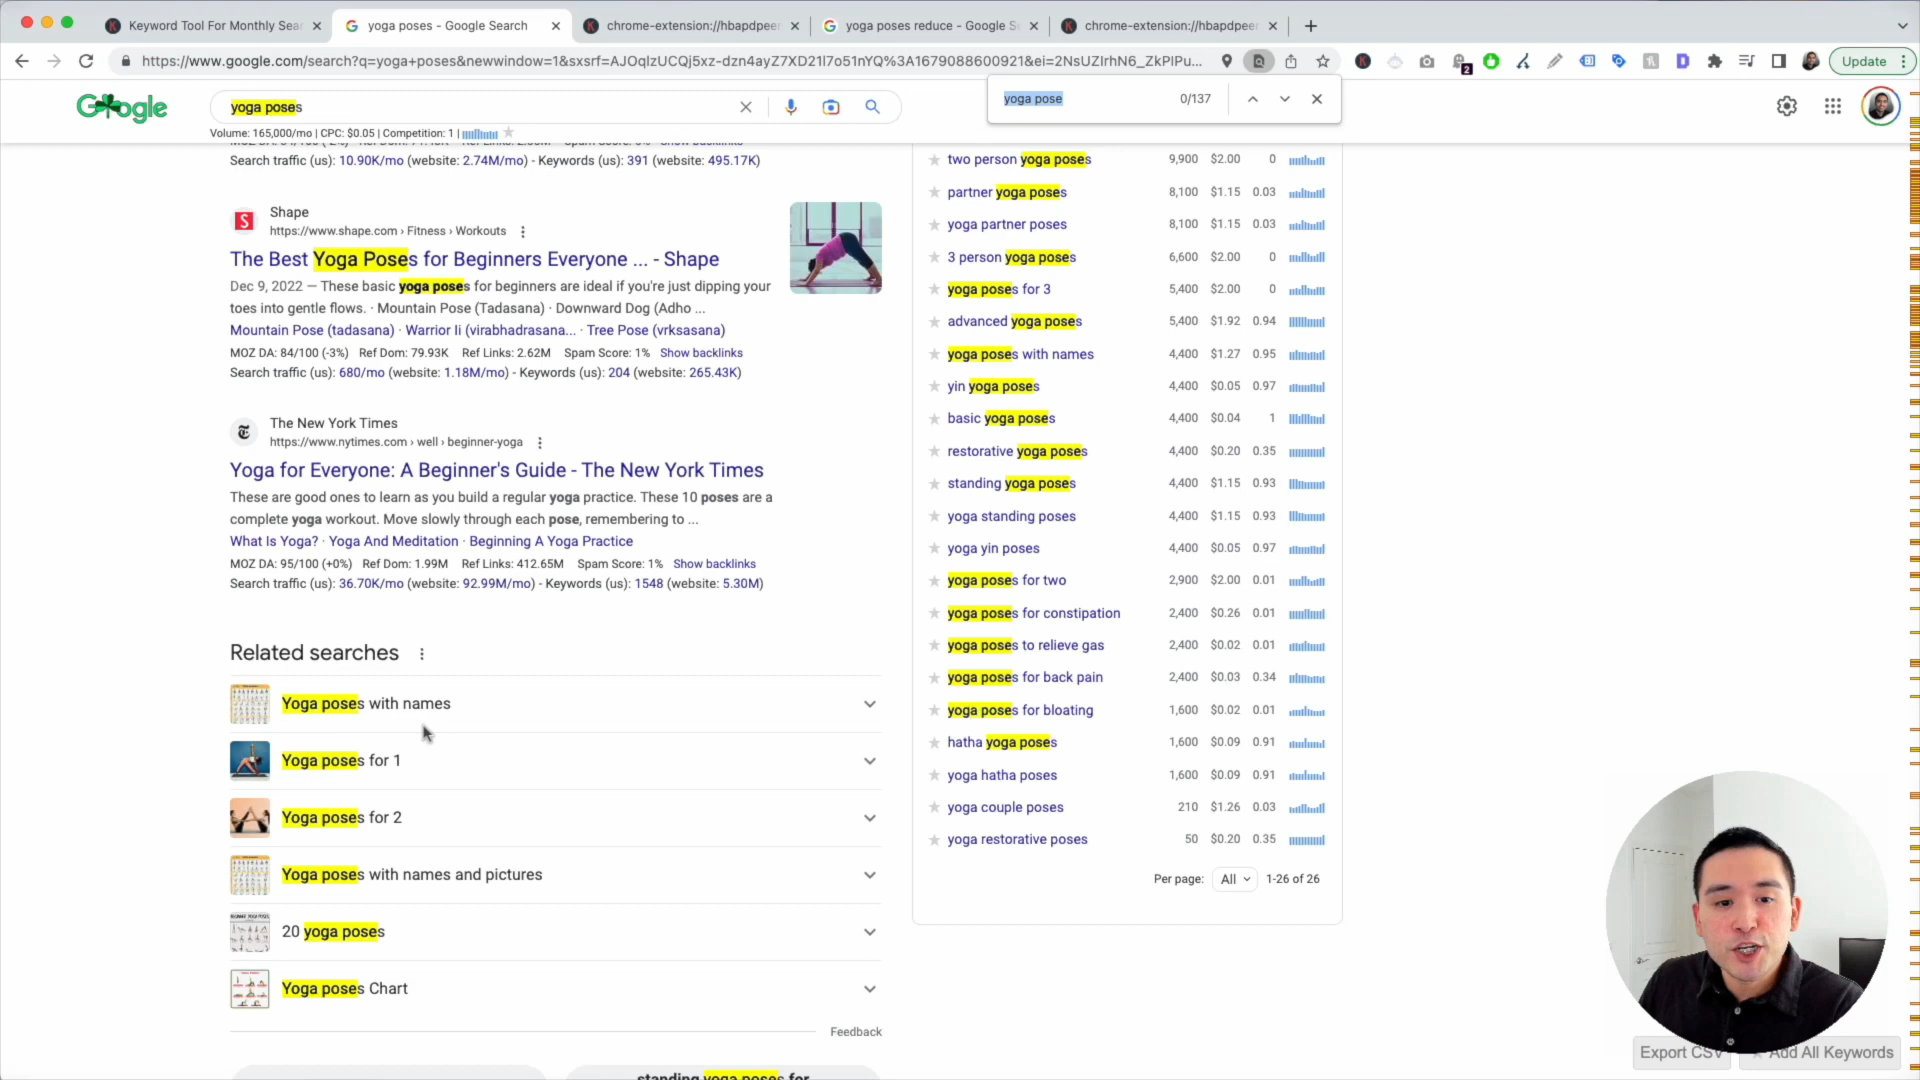 Keyword Tool For Monthly Sear
yoga poses - Google Search
chrome-extension://hbapdpeer
yoga poses reduce - Google S
chrome-extension://hbapdpeer
https://www.google.com/search?q=yoga+poses&newwindow=1&sxsrf=AJOqlzUCQj5xz-dzn4ayZ7XD21l7o51nYQ%3A1679088600921&ei=2NsUZIrhN6_ZkPIPu...
2
Update
Google
yoga poses
yoga pose
0/137
Volume: 165,000/mo | CPC: $0.05 | Competition: 1 |
Search traffic (us): 10.90K/mo (website: 2.74M/mo) - Keywords (us): 391 (website: 495.17K)
Shape
https://www.shape.com › Fitness › Workouts
The Best Yoga Poses for Beginners Everyone ... - Shape
Dec 9, 2022 — These basic yoga poses for beginners are ideal if you're just dipping your
toes into gentle flows. · Mountain Pose (Tadasana) · Downward Dog (Adho ...
Mountain Pose (tadasana) · Warrior Ii (virabhadrasana... · Tree Pose (vrksasana)
MOZ DA: 84/100 (-3%) Ref Dom: 79.93K Ref Links: 2.62M Spam Score: 1% Show backlinks
Search traffic (us): 680/mo (website: 1.18M/mo) - Keywords (us): 204 (website: 265.43K)
The New York Times
https://www.nytimes.com › well › beginner-yoga
Yoga for Everyone: A Beginner's Guide - The New York Times
These are good ones to learn as you build a regular yoga practice. These 10 poses are a
complete yoga workout. Move slowly through each pose, remembering to ...
What Is Yoga? · Yoga And Meditation · Beginning A Yoga Practice
MOZ DA: 95/100 (+0%) Ref Dom: 1.99M Ref Links: 412.65M Spam Score: 1% Show backlinks
Search traffic (us): 36.70K/mo (website: 92.99M/mo) - Keywords (us): 1548 (website: 5.30M)
Related searches
Yoga poses with names
Yoga poses for 1
Yoga poses for 2
Yoga poses with names and pictures
20 yoga poses
Yoga poses Chart
Feedback
standing yoga poses for
two person yoga poses 9,900 $2.00 0
partner yoga poses 8,100 $1.15 0.03
yoga partner poses 8,100 $1.15 0.03
3 person yoga poses 6,600 $2.00 0
yoga poses for 3 5,400 $2.00 0
advanced yoga poses 5,400 $1.92 0.94
yoga poses with names 4,400 $1.27 0.95
yin yoga poses 4,400 $0.05 0.97
basic yoga poses 4,400 $0.04 1
restorative yoga poses 4,400 $0.20 0.35
standing yoga poses 4,400 $1.15 0.93
yoga standing poses 4,400 $1.15 0.93
yoga yin poses 4,400 $0.05 0.97
yoga poses for two 2,900 $2.00 0.01
yoga poses for constipation 2,400 $0.26 0.01
yoga poses to relieve gas 2,400 $0.02 0.01
yoga poses for back pain 2,400 $0.03 0.34
yoga poses for bloating 1,600 $0.02 0.01
hatha yoga poses 1,600 $0.09 0.91
yoga hatha poses 1,600 $0.09 0.91
yoga couple poses 210 $1.26 0.03
yoga restorative poses 50 $0.20 0.35
Per page: All 1-26 of 26
Export CSV Add All Keywords